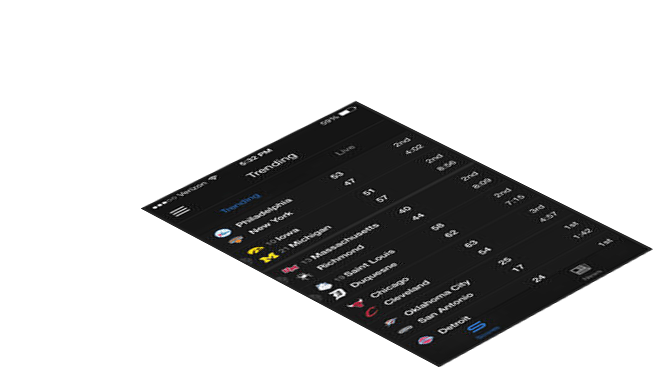 Verizon 5:32 PM 59%
Trending
Trending Live
Philadelphia 53 2nd
New York 47 4:02
10 Iowa 51 2nd
21 Michigan 57 8:56
13 Massachusetts 40 2nd
Richmond 44 8:09
19 Saint Louis 58 2nd
Duquesne 62 7:15
Chicago 63 3rd
Cleveland 54 4:57
Oklahoma City 25 1st
San Antonio 17 1:42
Detroit 24 1st
Scores News